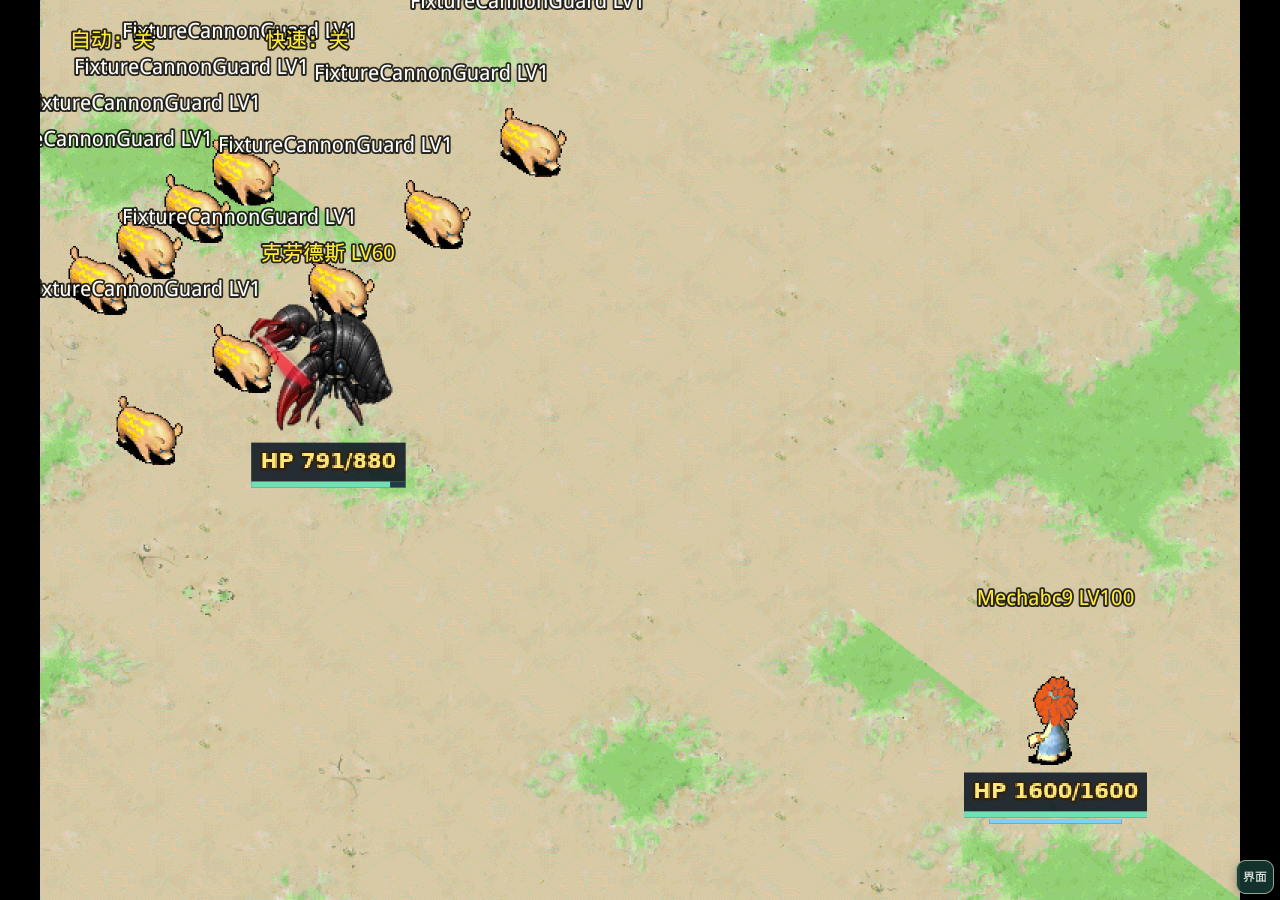 FixtureCannonGuard LV1
FixtureCannonGuard LV1
自动：关
快速：关
FixtureCannonGuard LV1
FixtureCannonGuard LV1
xtureCannonGuard LV1
eCannonGuard LV1
FixtureCannonGuard LV1
FixtureCannonGuard LV1
克劳德斯 LV60
xtureCannonGuard LV1
HP 791/880
Mechabc9 LV100
HP 1600/1600
界面